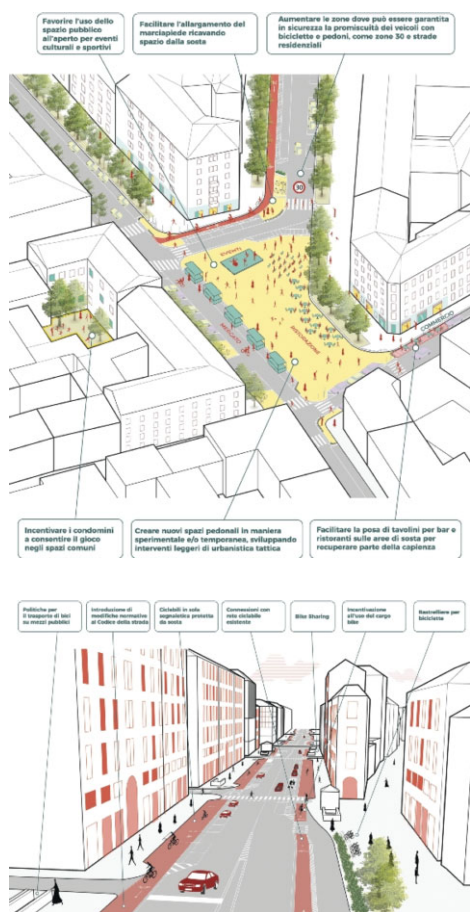 Favorire l'uso dello
spazio pubblico
all'aperto per eventi
culturali e sportivi
Facilitare l'allargamento del
marciapiede ricavando
spazio dalla sosta
Aumentare le zone dove può essere garantita
in sicurezza la promiscuità dei veicoli con
biciclette e pedoni, come zone 30 e strade
residenziali
30
EVENTO
MERCATO
RISTORAZIONE
COMMERCIO
Incentivare i condomini
a consentire il gioco
negli spazi comuni
Creare nuovi spazi pedonali in maniera
sperimentale e/o temporanea, sviluppando
interventi leggeri di urbanistica tattica
Facilitare la posa di tavolini per bar e
ristoranti sulle aree di sosta per
recuperare parte della capienza
Politiche per
il trasporto di bici
su mezzi pubblici
Introduzione di
modifiche normative
al Codice della strada
Ciclabili in sola
segnaletica protetta
da sosta
Connessioni con
rete ciclabile
esistente
Bike Sharing
Incentivazione
all'uso del cargo
bike
Rastrelliere per
biciclette